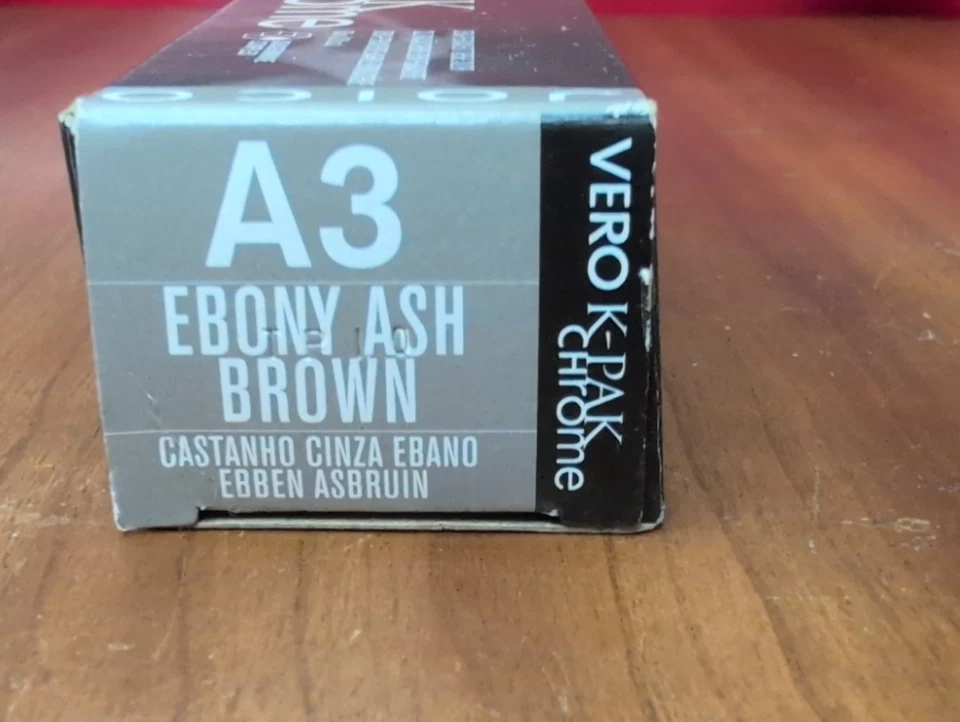 A3
EBONY ASH
BROWN
CASTANHO CINZA EBANO
EBBEN ASBRUIN
VERO K-PAK
CHrome